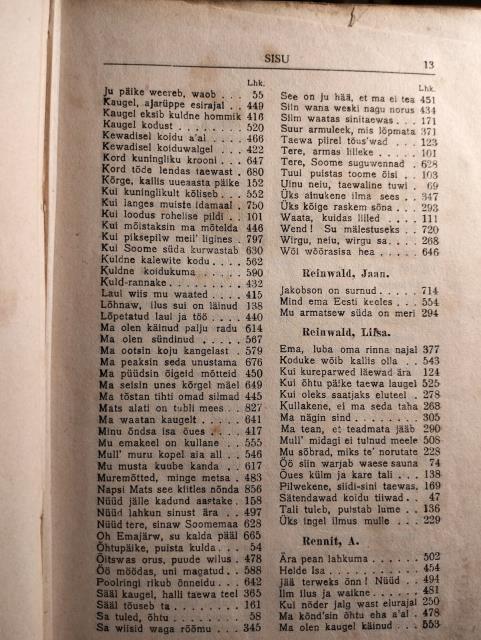 SISU
13
Lhk.
Ju päike weereb, waob . . 55
Kaugel, ajarüppe esirajal . . 449
Kaugel eksib kuldne hommik 416
Kaugel kodust . . . . . . . 520
Kewadisel koidu a'al . . . . 466
Kewadisel koiduwalgel . . . 422
Kord kuningliku krooni . . . 647
Kord tõde lendas taewast . 680
Kõrge, kallis uueaasta päike 152
Kui kuninglikult kõliseb . . . 552
Kui langes muiste idamaal . 750
Kui loodus rohelise pildi . . 101
Kui mõistaksin ma mõtelda 446
Kui piksepilw meil' ligines . 797
Kui Soome süda kurwastab 630
Kuldne kalewite kodu . . . . 562
Kuldne koidukuma . . . . . 590
Kuld-rannake . . . . . . . . 432
Laul wiis mu waated . . . . 415
Lõhnaw, ilus sui on läinud 138
Lõpetatud laul ja töö . . . . 440
Ma olen käinud palju radu 614
Ma olen sündinud . . . . . 567
Ma ootsin koju kangelast . . 579
Ma peaksin seda unustama 676
Ma püüdsin õigeid mõtteid 450
Ma seisin unes kõrgel mäel 649
Ma tõstan tihti omad silmad 445
Mats alati on tubli mees . . . 827
Ma waatan kaugelt . . . . . 641
Minu õndsa isa õues . . . . 417
Mu emakeel on kullane . . . 555
Mull' muru kopel aia all . . 546
Mu musta kuube kanda . . 617
Muremõtted, minge metsa . 483
Napsi Mats see kiitles nõnda 856
Nüüd jälle kadund aastake . 158
Nüüd lahkun sinust ära . . 497
Nüüd tere, sinaw Soomemaa 628
Oh Emajärw, su kalda pääl 665
Õhtupäike, puista kulda . . 54
Õitswas orus, puude wilus . 478
Öö möödas, uni magatud . . 588
Poolringi rikub õnneidu . . . 642
Sääl kaugel, halli taewa teel 365
Sääl tõuseb ta . . . . . . . 161
Sa tuled, õhtu . . . . . . . 58
Sa wiisid waga rõõmu . . . 345
Lhk.
See on ju hää, et ma ei tea 451
Siin wana weski nagu norus 434
Siim waatas sinitaewas . . . 171
Suur armuleek, mis lõpmata 371
Taewa piirel tõus'wad . . . 123
Tere, armas lilleke . . . . . 101
Tere, Soome suguwennad . . 628
Tuul puistas toome õisi . . 103
Uinu neiu, taewaline tuwi . 69
Üks ainukene ilma sees . . 347
Üks kõige raskem sõna . . . 293
Waata, kuidas lilled . . . . 111
Wend ! Su mälestuseks . . 720
Wirgu, neiu, wirgu sa . . . . 268
Wõi wõõrasisa hea . . . . . 646
Reinwald, Jaan.
Jakobson on surnud . . . . . 714
Mind ema Eesti keeles . . . 554
Mu armatsew süda on meri 294
Reinwald, Liisa.
Ema, luba oma rinna najal 377
Koduke wõib kallis olla . . 543
Kui kureparwed läewad ära 124
Kui õhtu päike taewa laugel 525
Kui oleks saatjaks eluteel . 278
Kullakene, ei ma seda taha 268
Ma nägin sind . . . . . . . 305
Ma tean, et teadmata jääb 290
Mull' midagi ei tulnud meele 508
Mu sõbrad, miks te' norutate 228
Öö siin warjab waese sauna 74
Õues külm ja kare tali . . . 138
Pilwekene, siidi-sini taewas, 169
Sätendawad koidu tiiwad . . 47
Tali tuleb, puistab lume . . 136
Üks ingel ilmus mulle . . . 229
Rennit, A.
Ära pean lahkuma . . . . . 502
Helde Isa . . . . . . . . . 454
Jää terweks õnn ! Nüüd . . 494
Ilm ilus ja waikne . . . . . 481
Kui nõder jalg wast elurajal 250
Ma kõnd'sin õhtu eha a'al . 478
Ma olen kaugel käinud . . . 553